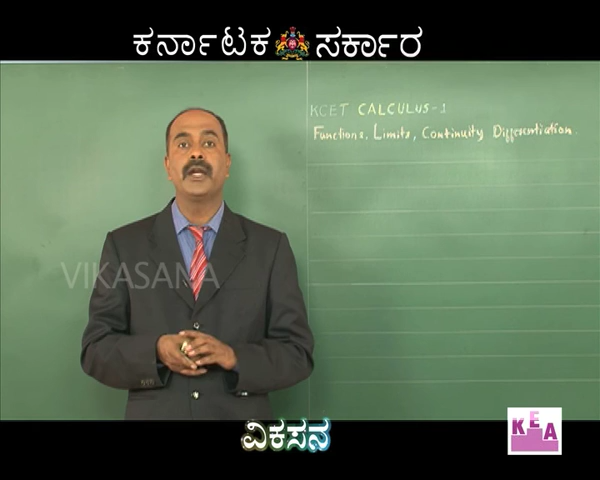 ಕರ್ನಾಟಕ ಸರ್ಕಾರ
KCET CALCULUS-1
Functions, Limits, Continuity Differentiation.
VIKASANA
ವಿಕಸನ
KEA